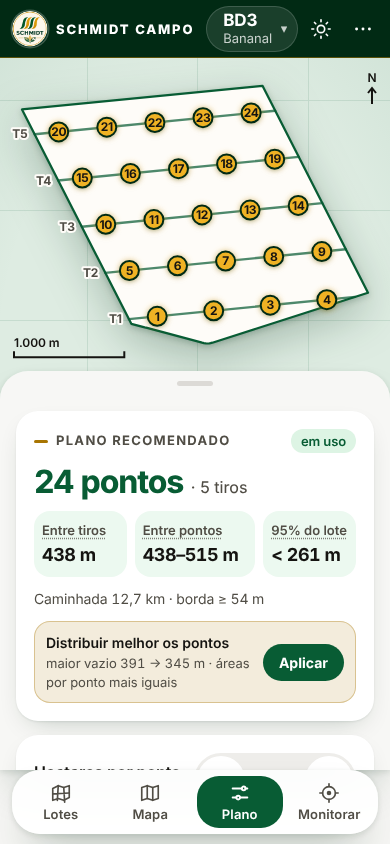 SCHMIDT
SCHMIDT CAMPO
BD3
Bananal
N
T5 20 21 22 23 24
T4 15 16 17 18 19
T3 10 11 12 13 14
T2 5 6 7 8 9
T1 1 2 3 4
1.000 m
PLANO RECOMENDADO
em uso
24 pontos · 5 tiros
Entre tiros
438 m
Entre pontos
438–515 m
95% do lote
< 261 m
Caminhada 12,7 km · borda ≥ 54 m
Distribuir melhor os pontos
maior vazio 391 → 345 m · áreas
por ponto mais iguais
Aplicar
Lotes
Mapa
Plano
Monitorar